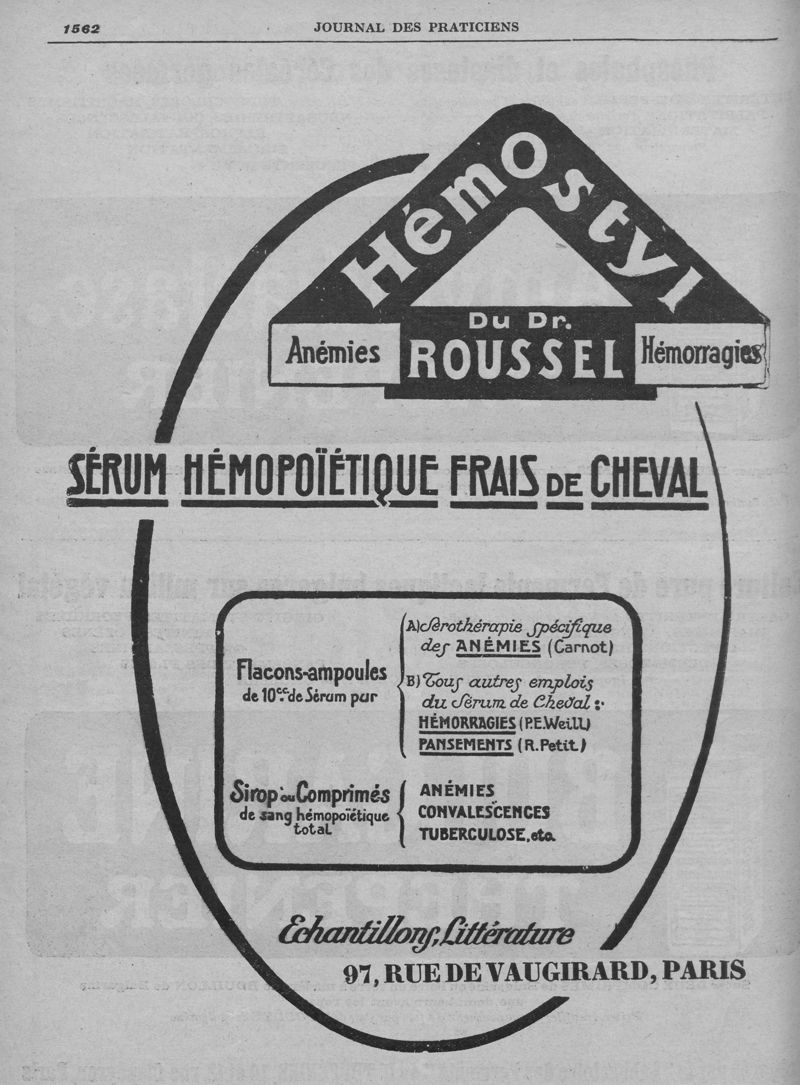 1562
JOURNAL DES PRATICIENS
HémOstyl
Du Dr.
ROUSSEL
Anémies
Hémorragies
SÉRUM HÉMOPOÏÉTIQUE FRAIS DE CHEVAL
Flacons-ampoules
de 10cc. de Sérum pur
A) Sérothérapie spécifique
des ANÉMIES (Carnot)
B) Tous autres emplois
du Sérum de Cheval :
HÉMORRAGIES (P.E.Weill)
PANSEMENTS (R.Petit)
Sirop ou Comprimés
de sang hémopoïétique
total
ANÉMIES
CONVALESCENCES
TUBERCULOSE, etc.
Echantillons, Littérature
97, RUE DE VAUGIRARD, PARIS